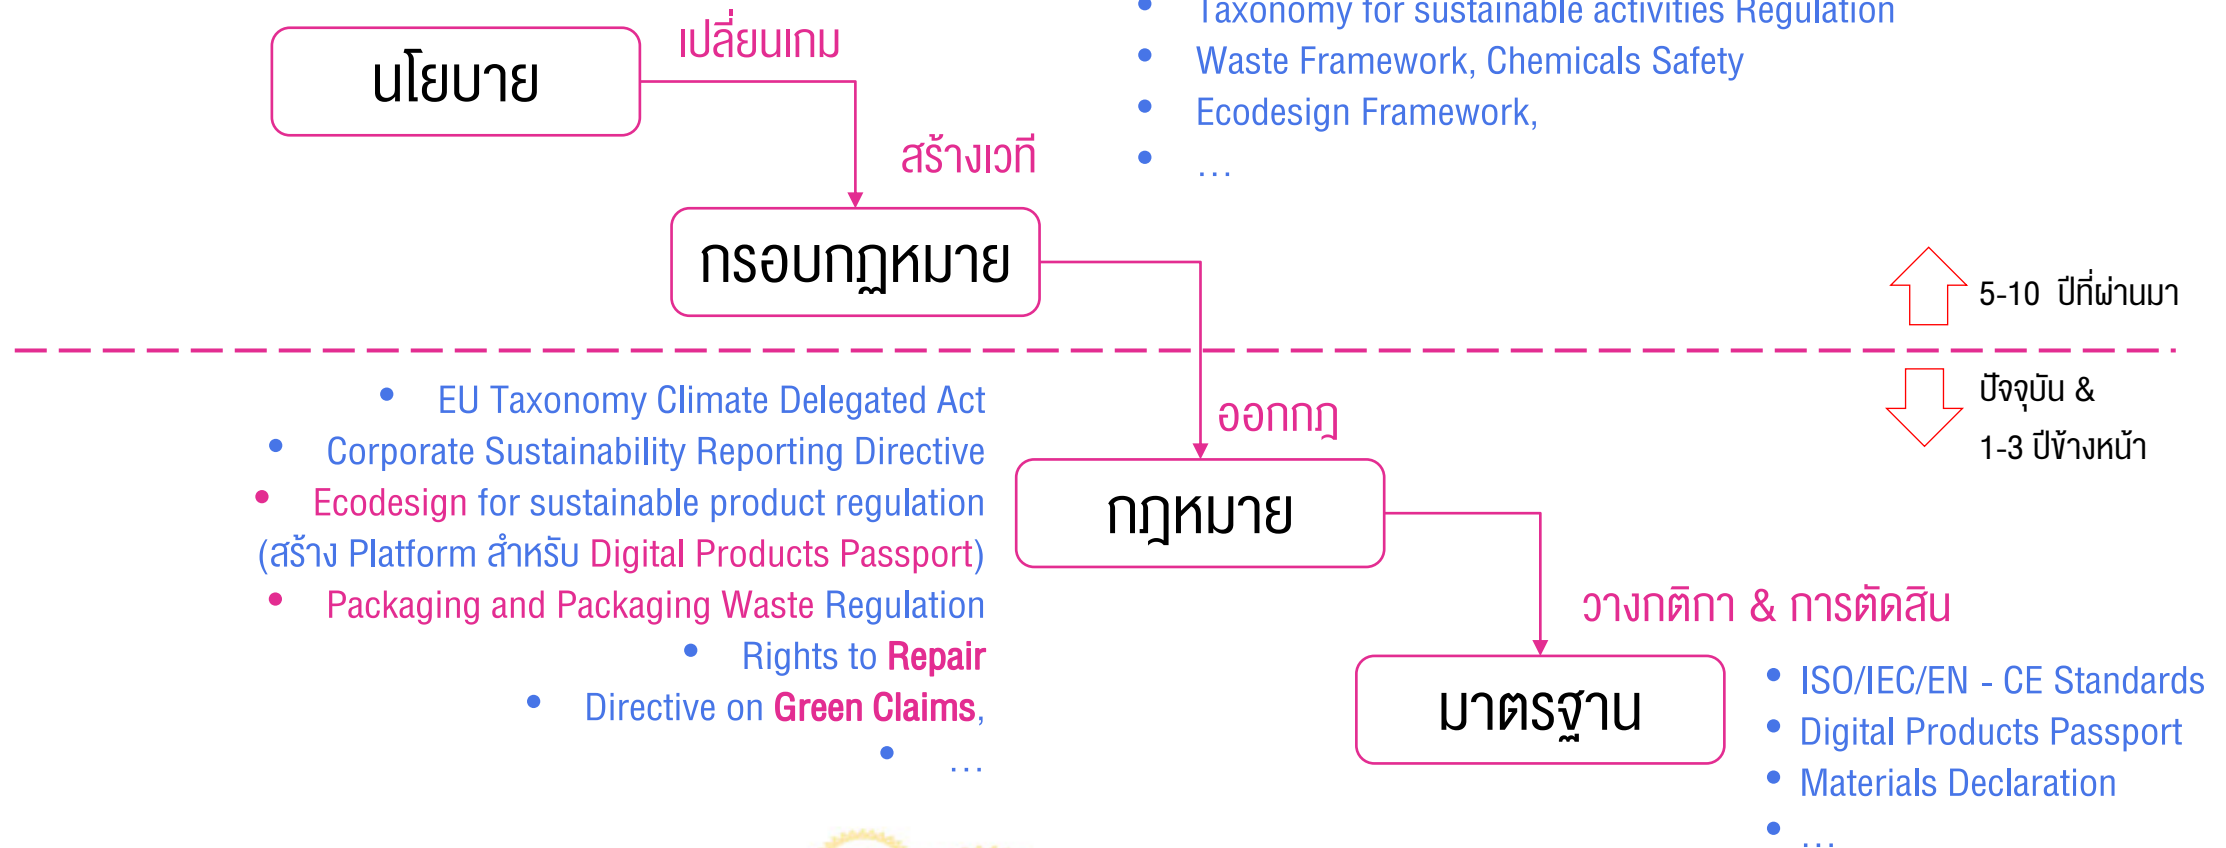 Taxonomy for sustainable activities Regulation
เปลี่ยนเกม
นโยบาย
Waste Framework, Chemicals Safety
Ecodesign Framework,
...
สร้างเวที
กรอบกฎหมาย
5-10 ปีที่ผ่านมา
ปัจจุบัน &
1-3 ปีข้างหน้า
EU Taxonomy Climate Delegated Act
Corporate Sustainability Reporting Directive
Ecodesign for sustainable product regulation
(สร้าง Platform สำหรับ Digital Products Passport)
Packaging and Packaging Waste Regulation
Rights to Repair
Directive on Green Claims,
...
ออกกฎ
กฎหมาย
วางกติกา & การตัดสิน
มาตรฐาน
ISO/IEC/EN - CE Standards
Digital Products Passport
Materials Declaration
...